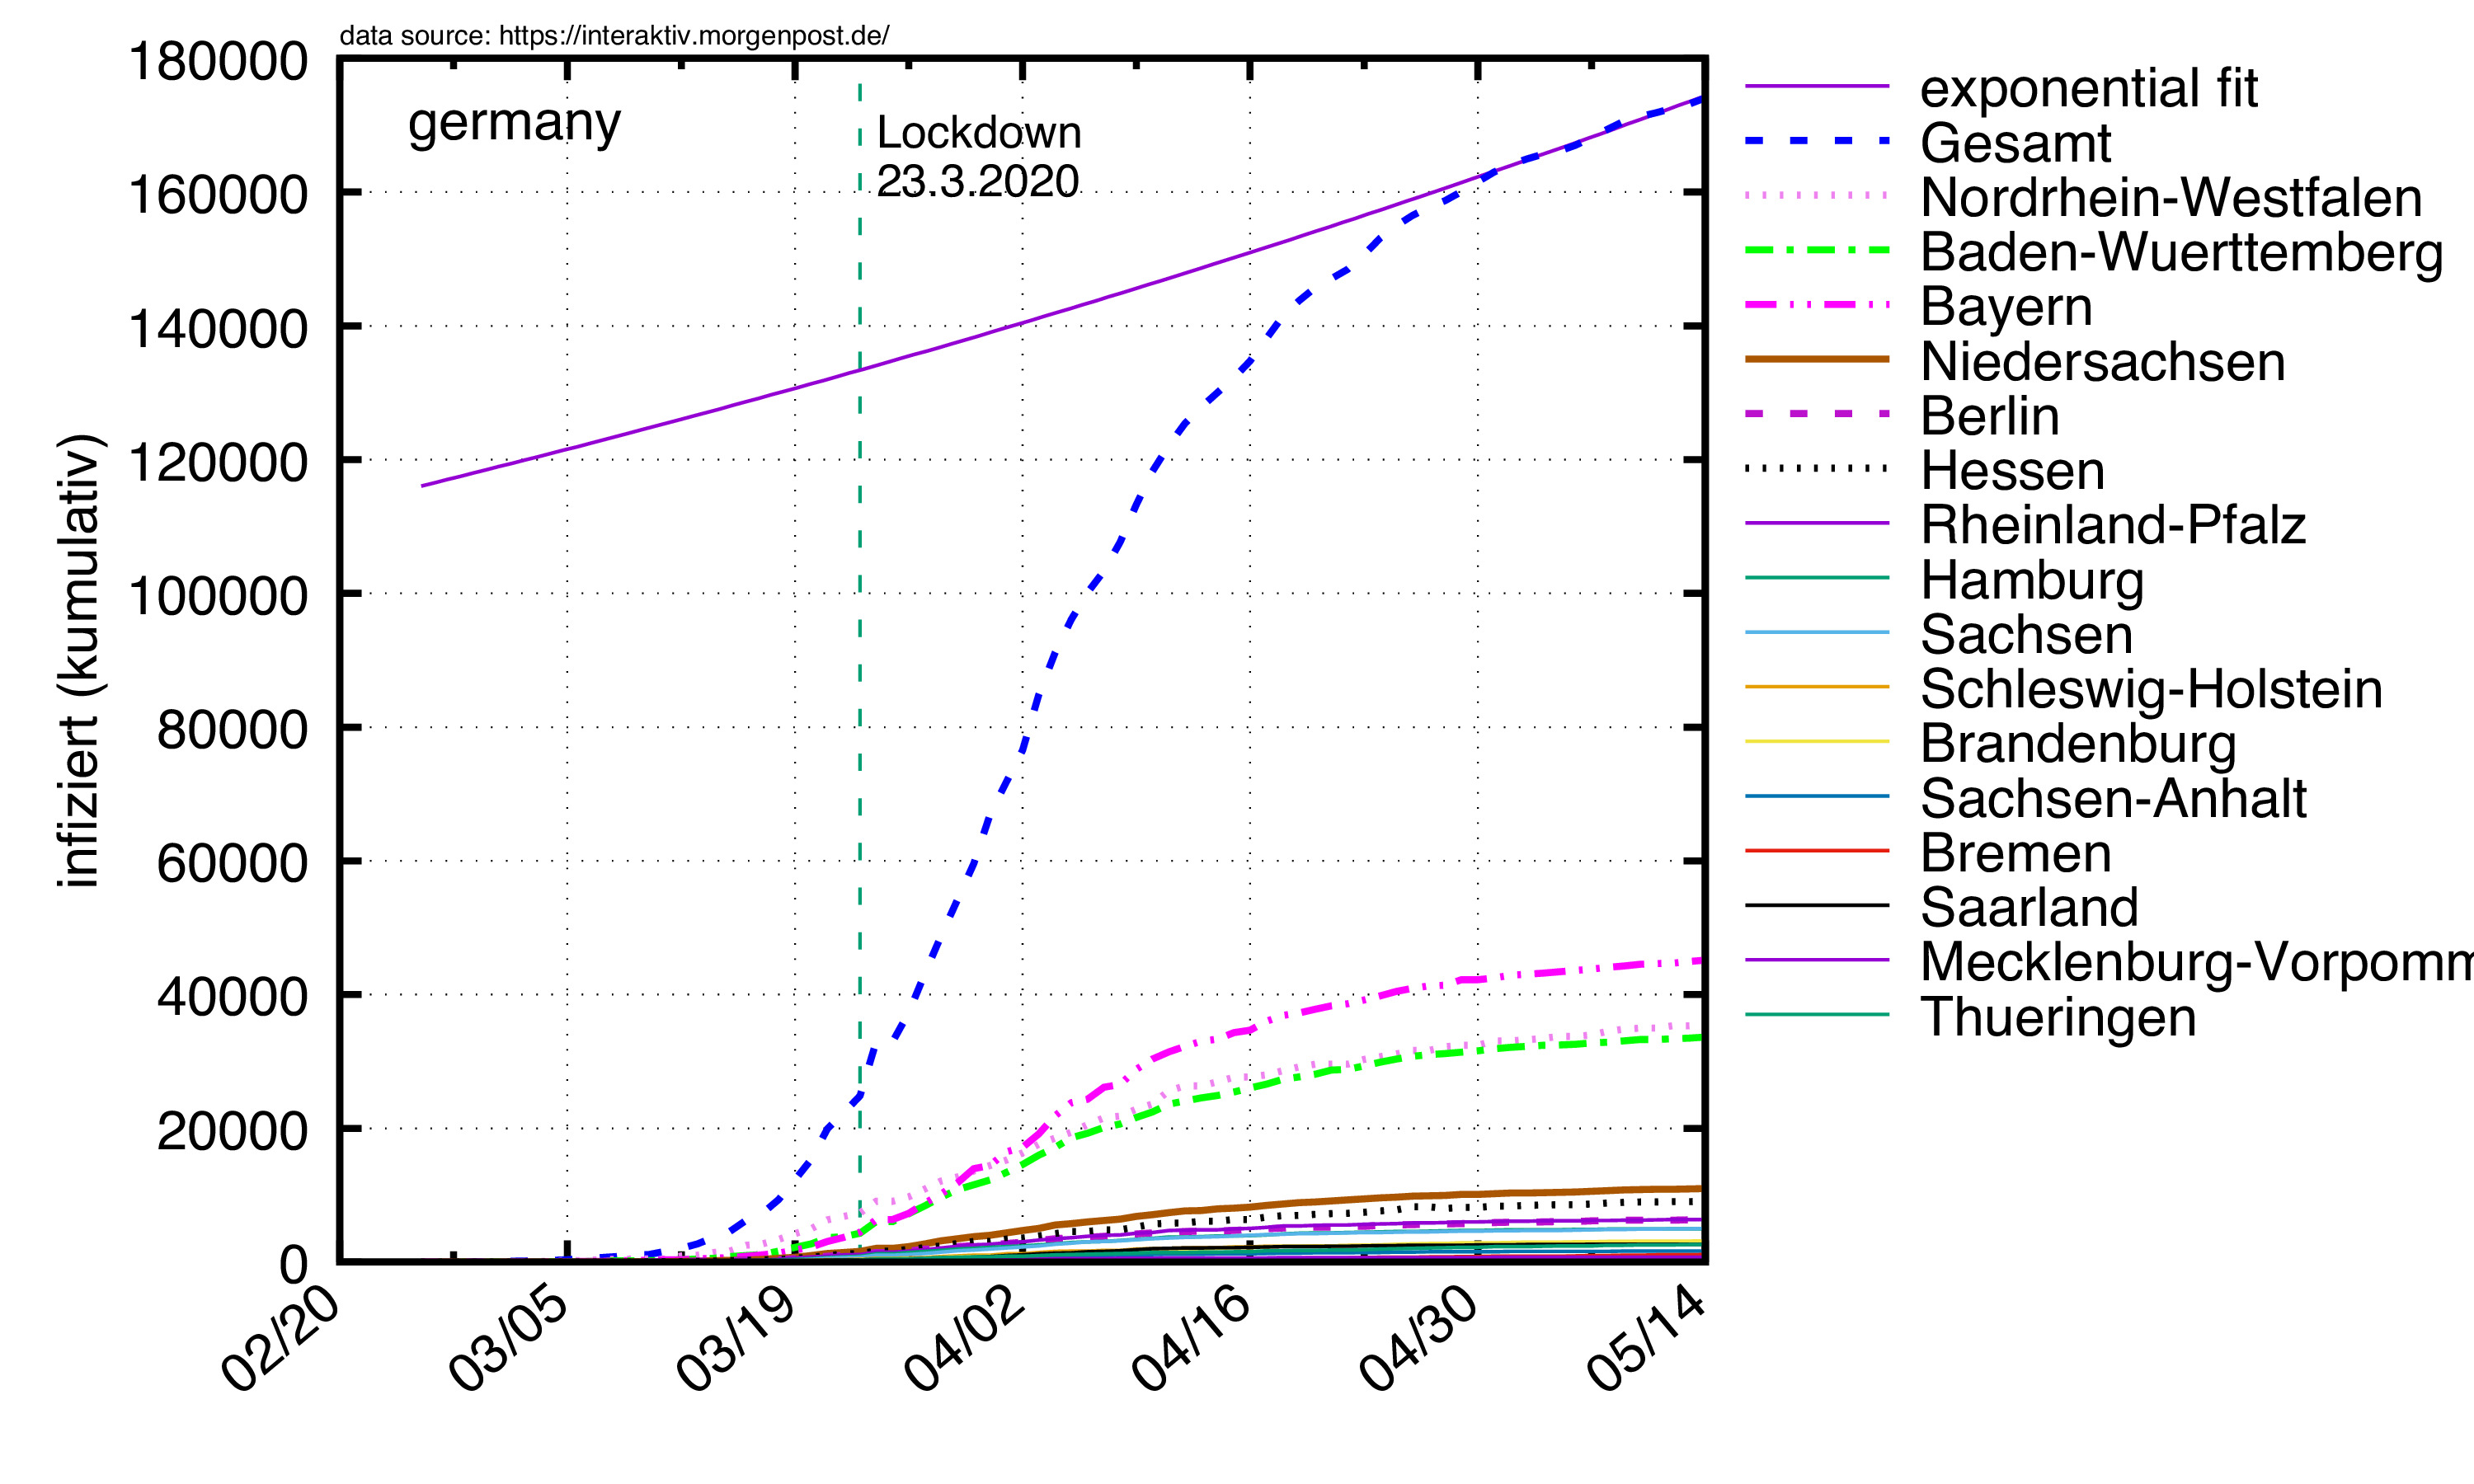 data source: https://interaktiv.morgenpost.de/
germany
Lockdown
23.3.2020
infiziert (kumulativ)
180000
160000
140000
120000
100000
80000
60000
40000
20000
0
02/20
03/05
03/19
04/02
04/16
04/30
05/14
exponential fit
Gesamt
Nordrhein-Westfalen
Baden-Wuerttemberg
Bayern
Niedersachsen
Berlin
Hessen
Rheinland-Pfalz
Hamburg
Sachsen
Schleswig-Holstein
Brandenburg
Sachsen-Anhalt
Bremen
Saarland
Mecklenburg-Vorpomm
Thueringen